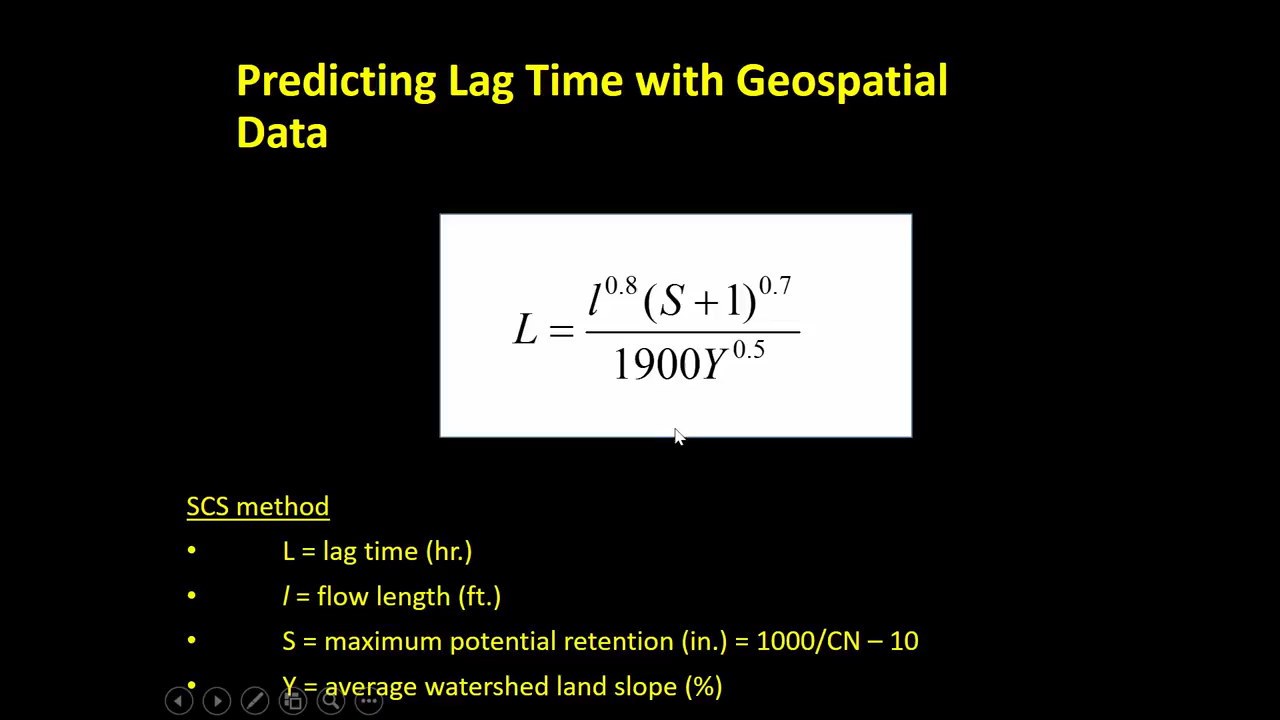 Predicting Lag Time with Geospatial
Data
L = l^0.8 (S + 1)^0.7 / 1900Y^0.5
SCS method
• L = lag time (hr.)
• l = flow length (ft.)
• S = maximum potential retention (in.) = 1000/CN – 10
• Y = average watershed land slope (%)